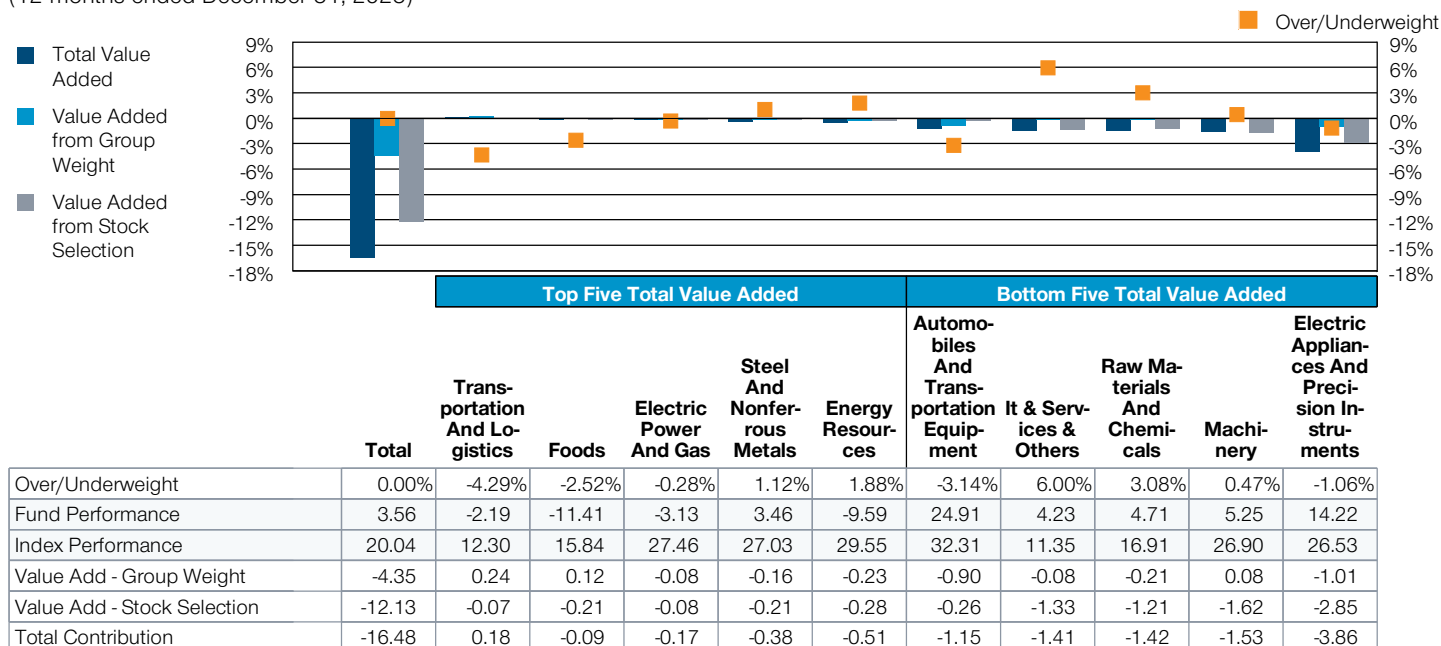 Over/Underweight
Total Value
Added
Value Added
from Group
Weight
Value Added
from Stock
Selection
9%
6%
3%
0%
-3%
-6%
-9%
-12%
-15%
-18%
9%
6%
3%
0%
-3%
-6%
-9%
-12%
-15%
-18%
Top Five Total Value Added
Bottom Five Total Value Added
Total
Trans-
portation
And Lo-
gistics
Foods
Electric
Power
And Gas
Steel
And
Nonfer-
rous
Metals
Energy
Resour-
ces
Automo-
biles
And
Trans-
portation
Equip-
ment
It & Serv-
ices &
Others
Raw Ma-
terials
And
Chemi-
cals
Machi-
nery
Electric
Applian-
ces And
Preci-
sion In-
stru-
ments
Over/Underweight 0.00% -4.29% -2.52% -0.28% 1.12% 1.88% -3.14% 6.00% 3.08% 0.47% -1.06%
Fund Performance 3.56 -2.19 -11.41 -3.13 3.46 -9.59 24.91 4.23 4.71 5.25 14.22
Index Performance 20.04 12.30 15.84 27.46 27.03 29.55 32.31 11.35 16.91 26.90 26.53
Value Add - Group Weight -4.35 0.24 0.12 -0.08 -0.16 -0.23 -0.90 -0.08 -0.21 0.08 -1.01
Value Add - Stock Selection -12.13 -0.07 -0.21 -0.08 -0.21 -0.28 -0.26 -1.33 -1.21 -1.62 -2.85
Total Contribution -16.48 0.18 -0.09 -0.17 -0.38 -0.51 -1.15 -1.41 -1.42 -1.53 -3.86